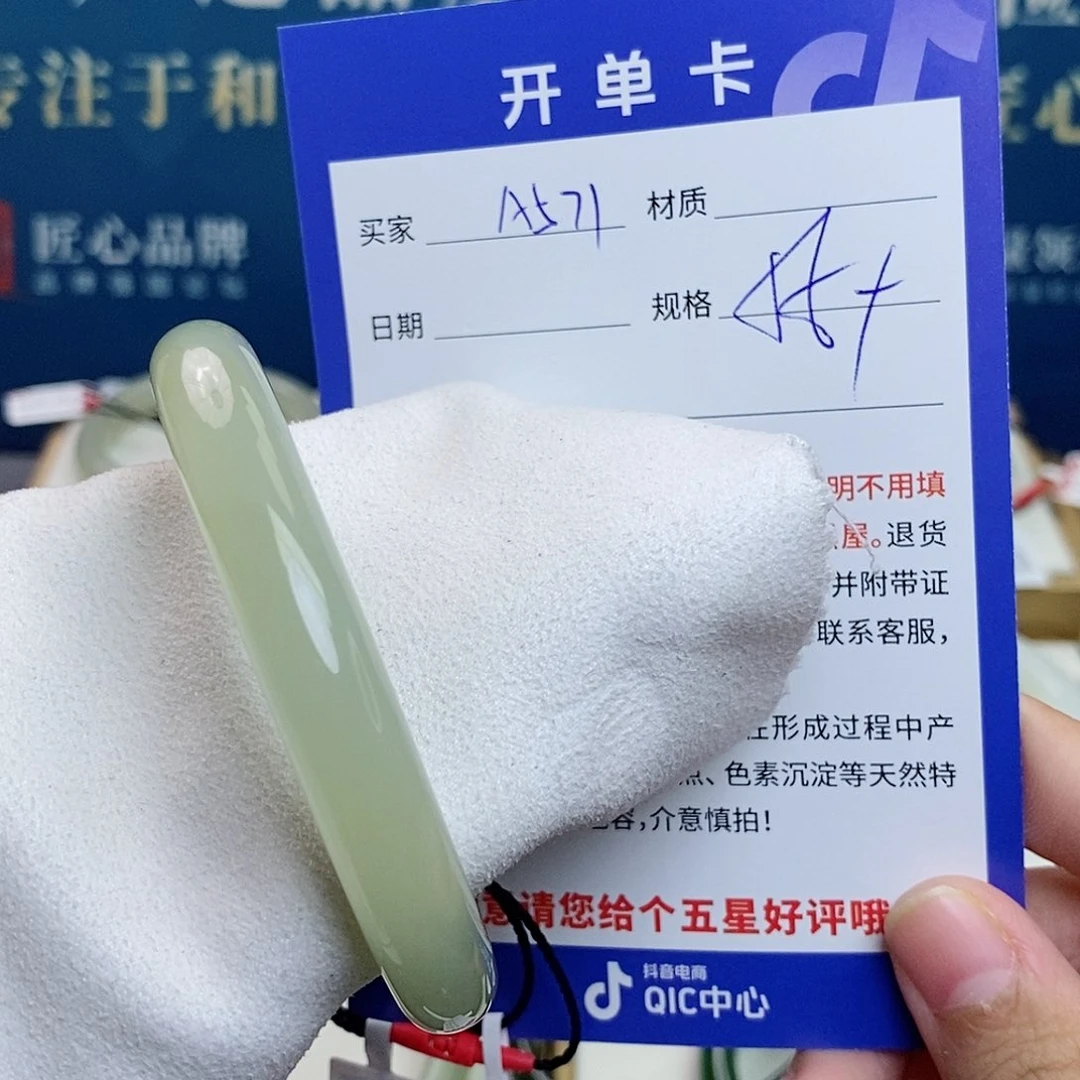 专注于和
匠心品牌
开单卡
买家 A571 材质
日期 规格
明不用填
屋。退货
并附带证
联系客服，
形成过程中产
点、色素沉淀等天然特
，介意慎拍！
意请您给个五星好评哦
抖音电商
QIC中心
匠心